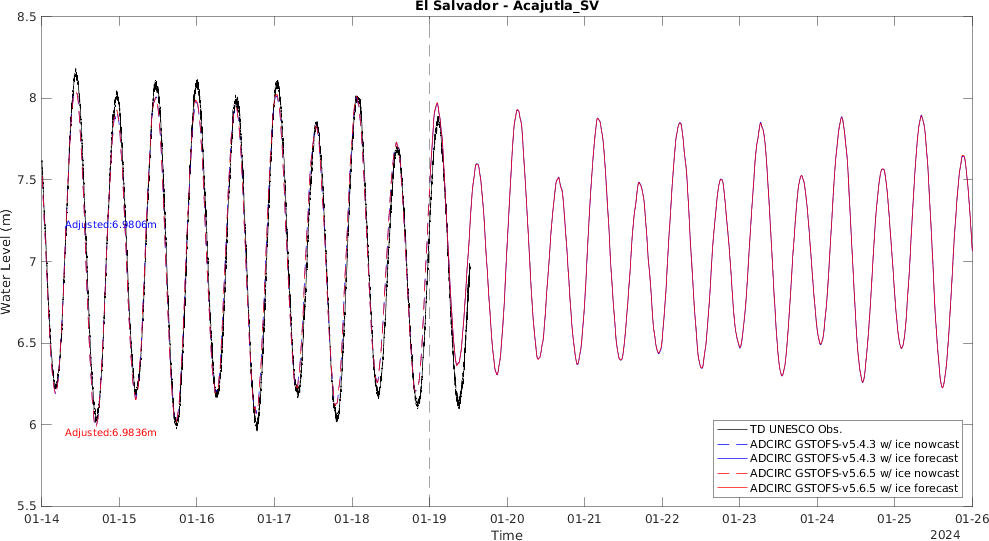 El Salvador - Acajutla_SV
8.5
8
7.5
7
6.5
6
5.5
Water Level (m)
Adjusted:6.9806m
Adjusted:6.9836m
TD UNESCO Obs.
ADCIRC GSTOFS-v5.4.3 w/ ice nowcast
ADCIRC GSTOFS-v5.4.3 w/ ice forecast
ADCIRC GSTOFS-v5.6.5 w/ ice nowcast
ADCIRC GSTOFS-v5.6.5 w/ ice forecast
01-14 01-15 01-16 01-17 01-18 01-19 01-20 01-21 01-22 01-23 01-24 01-25 01-26
Time
2024